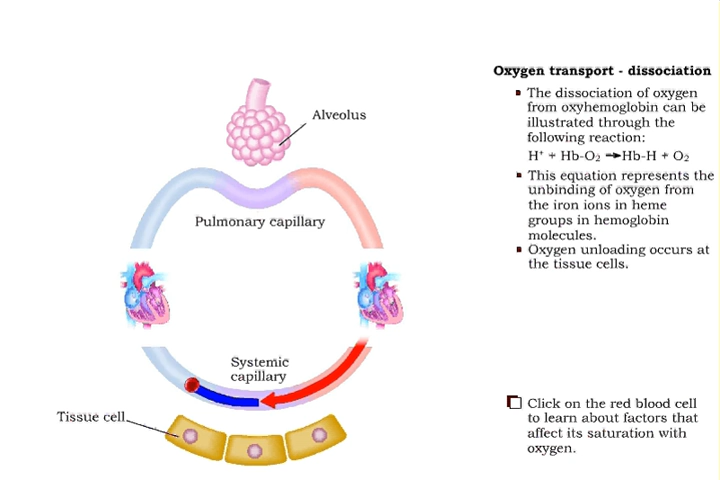 Oxygen transport - dissociation
▪ The dissociation of oxygen
from oxyhemoglobin can be
illustrated through the
following reaction:
H⁺ + Hb-O₂ →Hb-H + O₂
▪ This equation represents the
unbinding of oxygen from
the iron ions in heme
groups in hemoglobin
molecules.
▪ Oxygen unloading occurs at
the tissue cells.
Alveolus
Pulmonary capillary
Systemic
capillary
Tissue cell
Click on the red blood cell
to learn about factors that
affect its saturation with
oxygen.